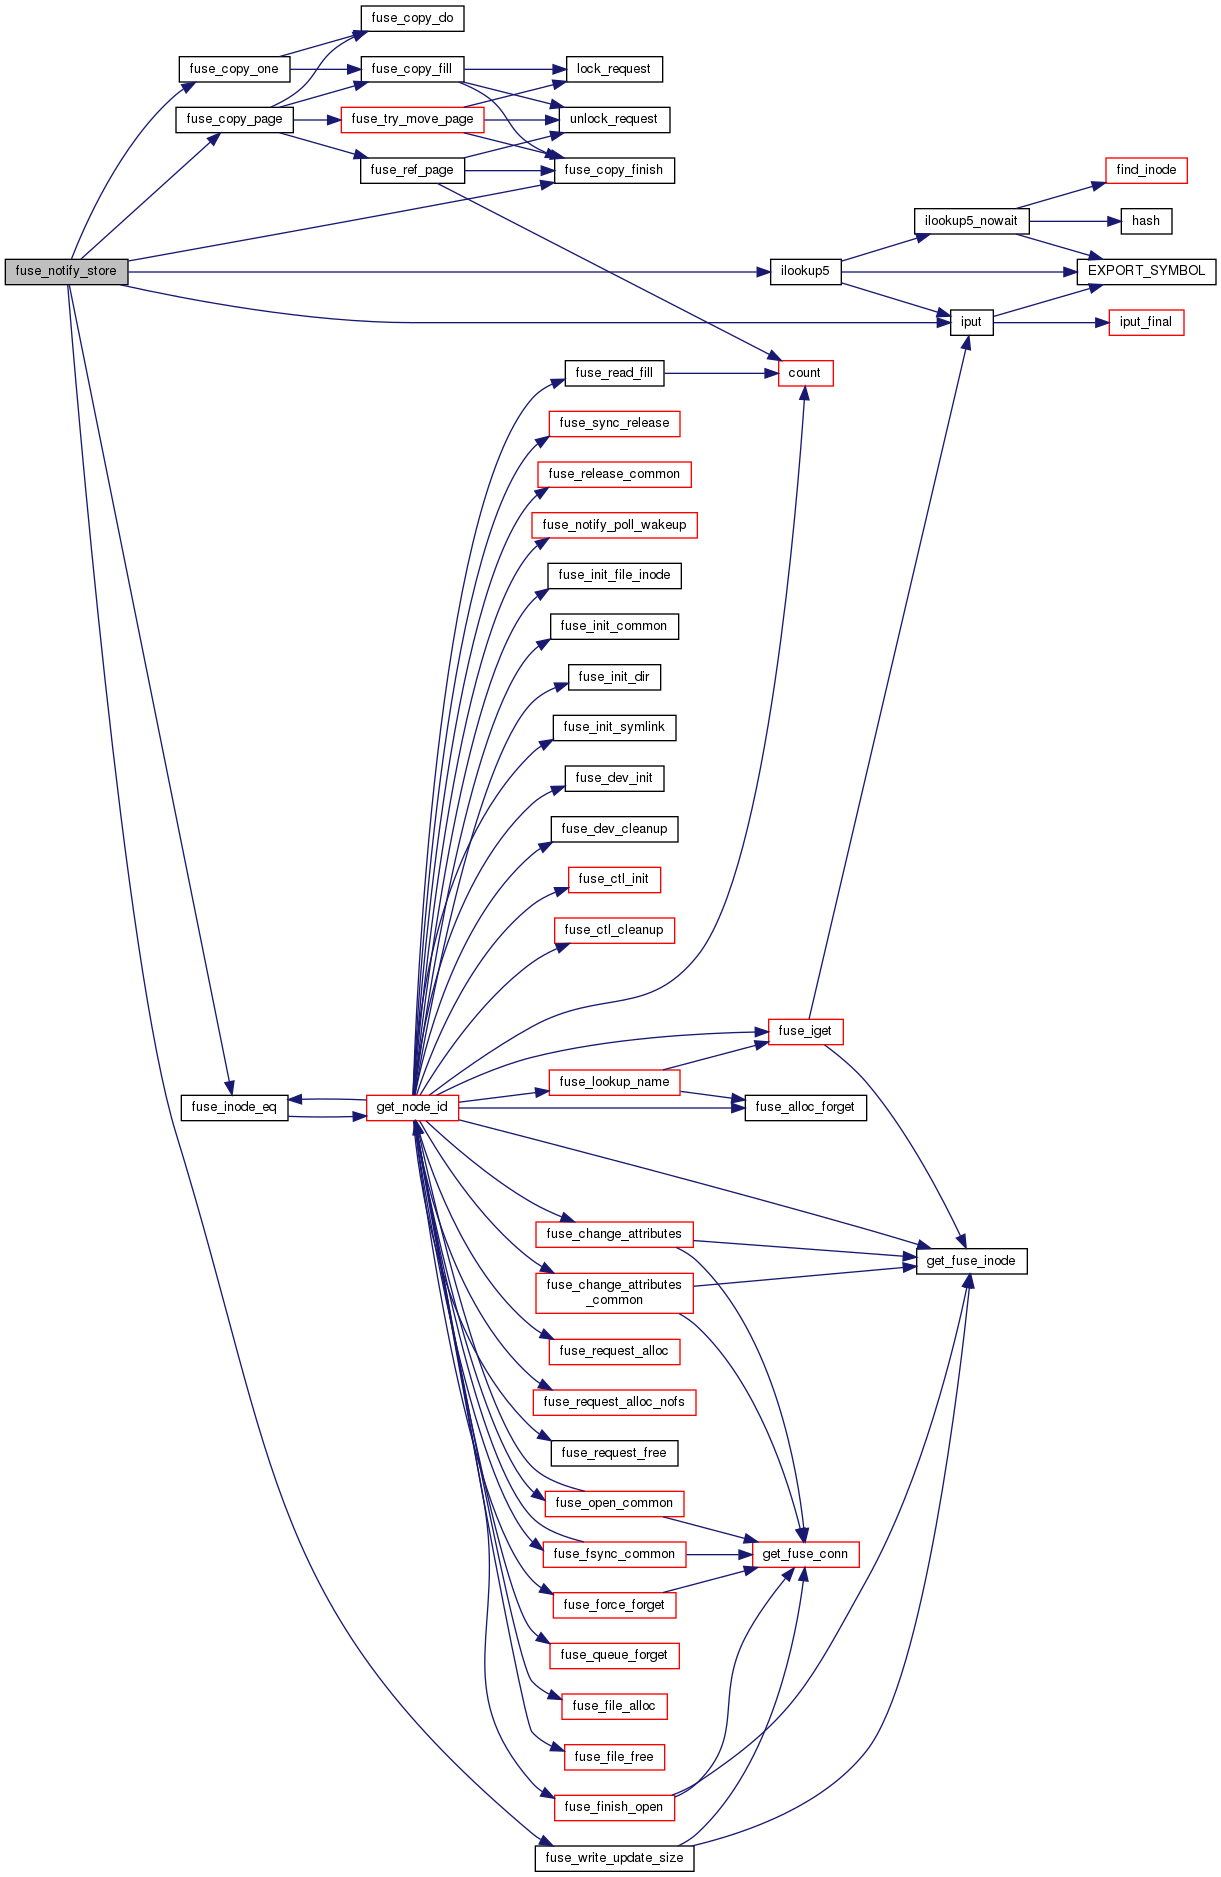 fuse_copy_do
fuse_copy_one
fuse_copy_fill
lock_request
fuse_copy_page
fuse_try_move_page
unlock_request
fuse_ref_page
fuse_copy_finish
find_inode
ilookup5_nowait
hash
fuse_notify_store
ilookup5
EXPORT_SYMBOL
iput
iput_final
fuse_read_fill
count
fuse_sync_release
fuse_release_common
fuse_notify_poll_wakeup
fuse_init_file_inode
fuse_init_common
fuse_init_dir
fuse_init_symlink
fuse_dev_init
fuse_dev_cleanup
fuse_ctl_init
fuse_ctl_cleanup
fuse_iget
fuse_lookup_name
fuse_inode_eq
get_node_id
fuse_alloc_forget
fuse_change_attributes
get_fuse_inode
fuse_change_attributes
_common
fuse_request_alloc
fuse_request_alloc_nofs
fuse_request_free
fuse_open_common
fuse_fsync_common
get_fuse_conn
fuse_force_forget
fuse_queue_forget
fuse_file_alloc
fuse_file_free
fuse_finish_open
fuse_write_update_size